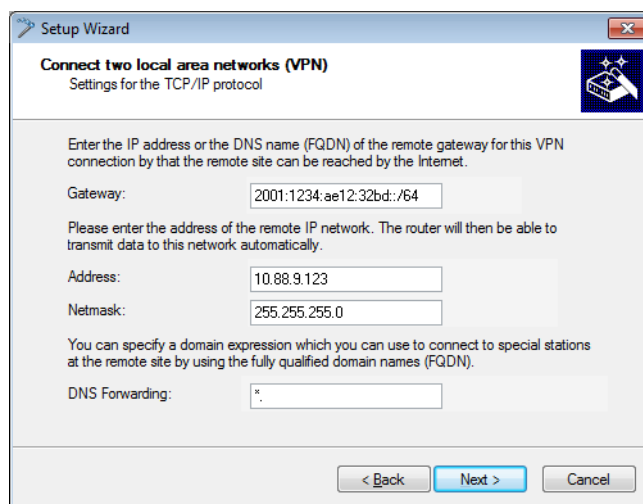 Setup Wizard
Connect two local area networks (VPN)
Settings for the TCP/IP protocol
Enter the IP address or the DNS name (FQDN) of the remote gateway for this VPN
connection by that the remote site can be reached by the Internet.
Gateway: 2001:1234:ae12:32bd::/64
Please enter the address of the remote IP network. The router will then be able to
transmit data to this network automatically.
Address: 10.88.9.123
Netmask: 255.255.255.0
You can specify a domain expression which you can use to connect to special stations
at the remote site by using the fully qualified domain names (FQDN).
DNS Forwarding: *.
< Back Next > Cancel